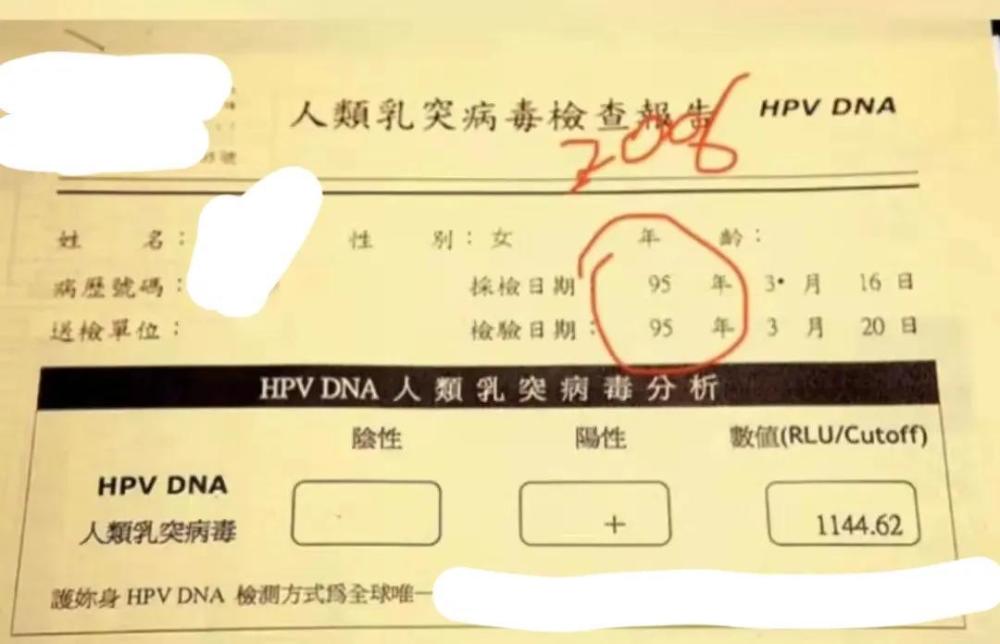 人類乳突病毒檢查報告 HPV DNA
2006
號
姓 名： 性 別：女 年 齡：
病歷號碼： 採檢日期： 95 年 3 月 16 日
送檢單位： 檢驗日期： 95 年 3 月 20 日
HPV DNA 人類乳突病毒分析
陰性 陽性 數值(RLU/Cutoff)
HPV DNA
人類乳突病毒 + 1144.62
護妳身 HPV DNA 檢測方式爲全球唯一